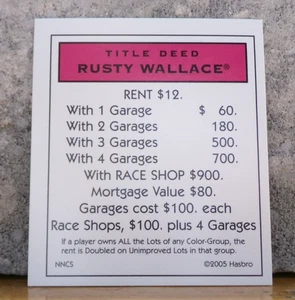 TITLE DEED
RUSTY WALLACE®
RENT $12.
With 1 Garage $ 60.
With 2 Garages 180.
With 3 Garages 500.
With 4 Garages 700.
With RACE SHOP $900.
Mortgage Value $80.
Garages cost $100. each
Race Shops, $100. plus 4 Garages
If a player owns ALL the Lots of any Color-Group, the
rent is Doubled on Unimproved Lots in that group.
NNC5 ©2005 Hasbro